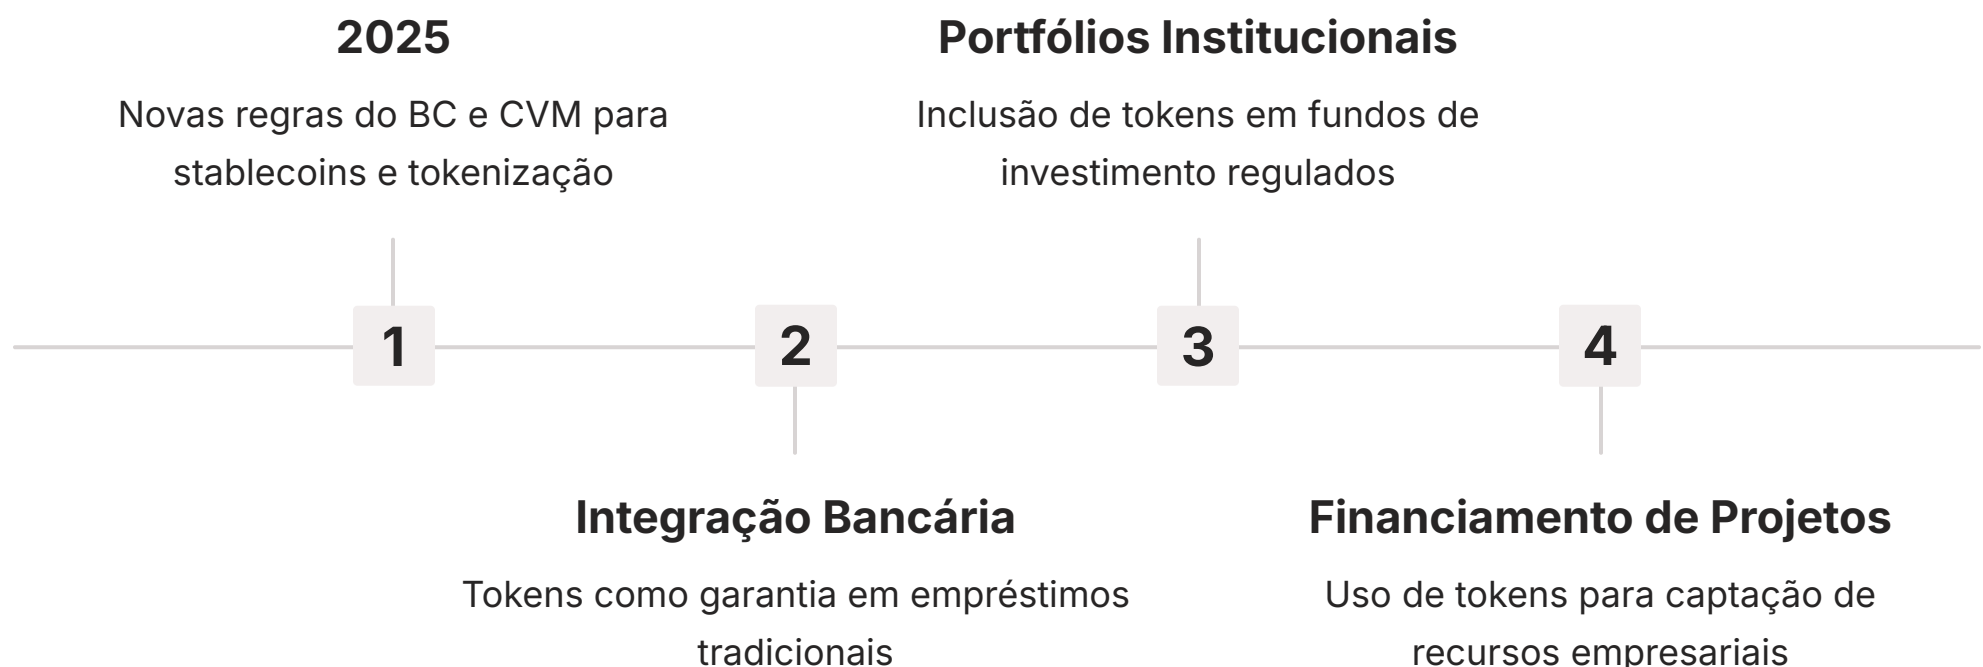 2025
Novas regras do BC e CVM para
stablecoins e tokenização
Portfólios Institucionais
Inclusão de tokens em fundos de
investimento regulados
1
2
3
4
Integração Bancária
Tokens como garantia em empréstimos
tradicionais
Financiamento de Projetos
Uso de tokens para captação de
recursos empresariais